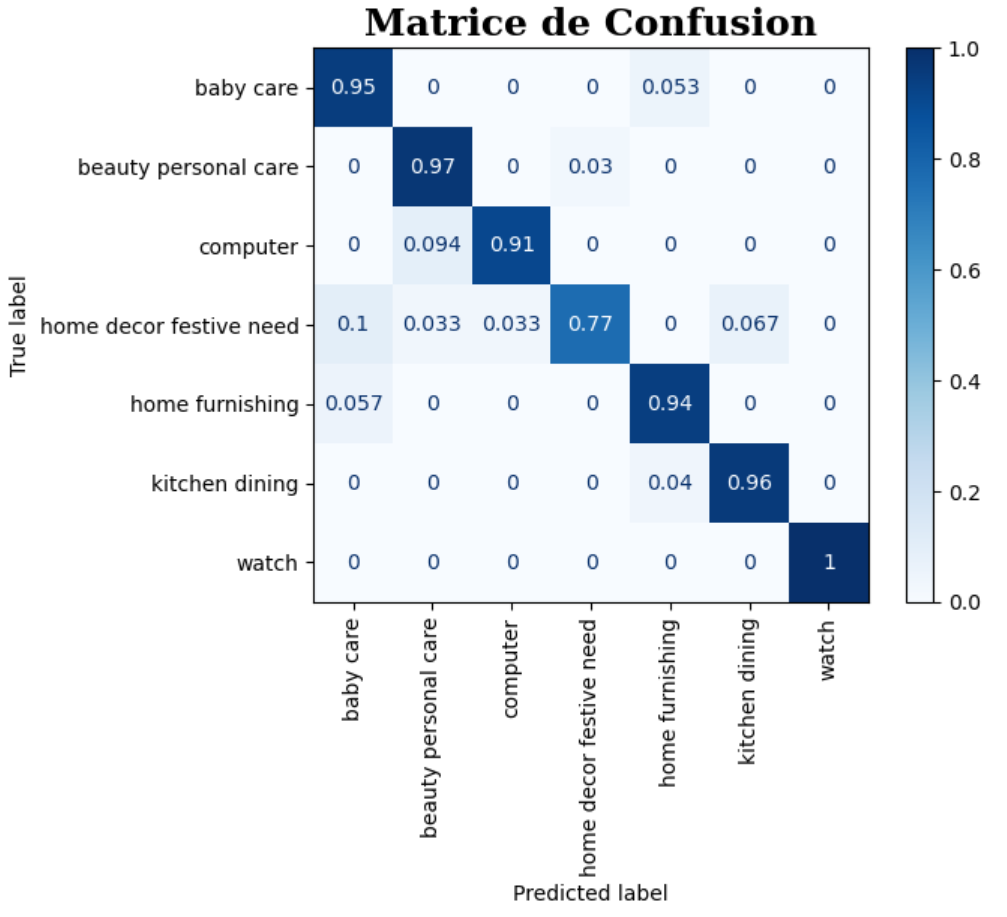 Matrice de Confusion
True label
baby care 0.95 0 0 0 0.053 0 0
beauty personal care 0 0.97 0 0.03 0 0 0
computer 0 0.094 0.91 0 0 0 0
home decor festive need 0.1 0.033 0.033 0.77 0 0.067 0
home furnishing 0.057 0 0 0 0.94 0 0
kitchen dining 0 0 0 0 0.04 0.96 0
watch 0 0 0 0 0 0 1
baby care
beauty personal care
computer
home decor festive need
home furnishing
kitchen dining
watch
Predicted label
1.0
0.8
0.6
0.4
0.2
0.0